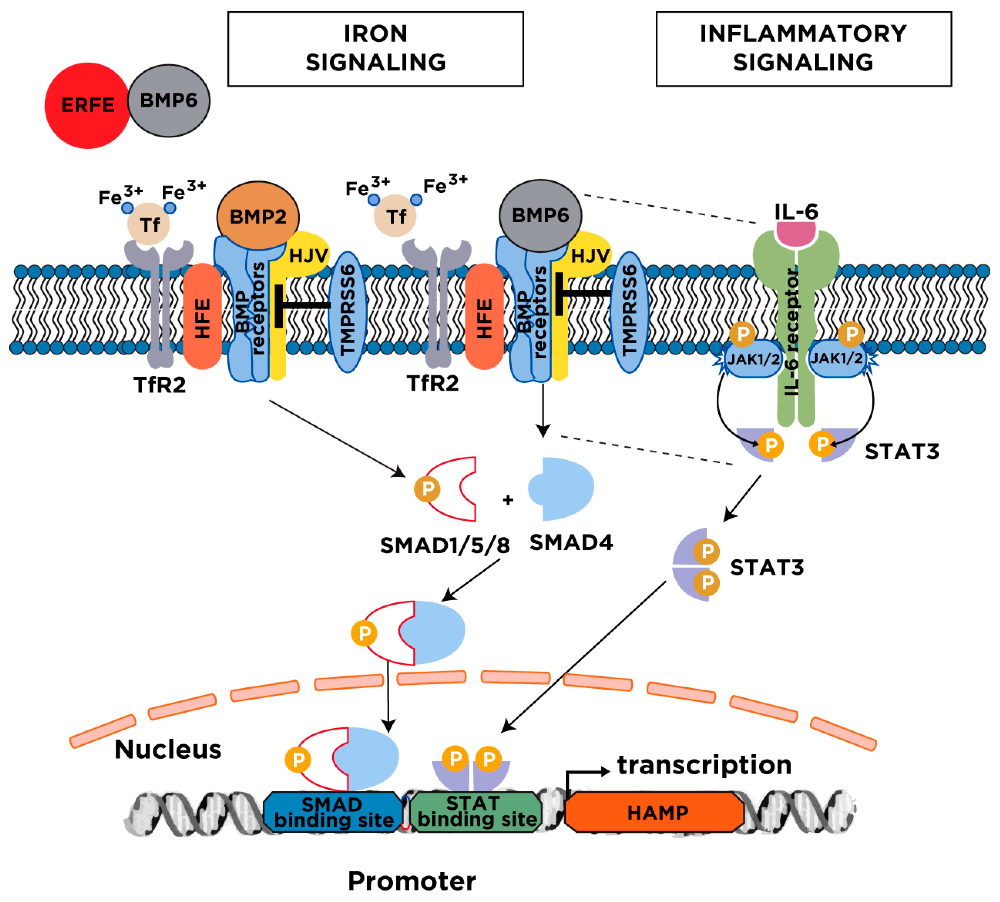 IRON
SIGNALING
INFLAMMATORY
SIGNALING
ERFE
BMP6
Fe3+
Fe3+
Tf
BMP2
HJV
Fe3+
Fe3+
Tf
BMP6
HJV
IL-6
HFE
BMP
receptors
TMPRSS6
HFE
BMP
receptors
TMPRSS6
IL-6 receptor
P
P
JAK1/2
JAK1/2
TfR2
TfR2
P
P
STAT3
P
+
SMAD1/5/8
SMAD4
P
P
STAT3
P
Nucleus
P
P
P
transcription
SMAD
binding site
STAT
binding site
HAMP
Promoter